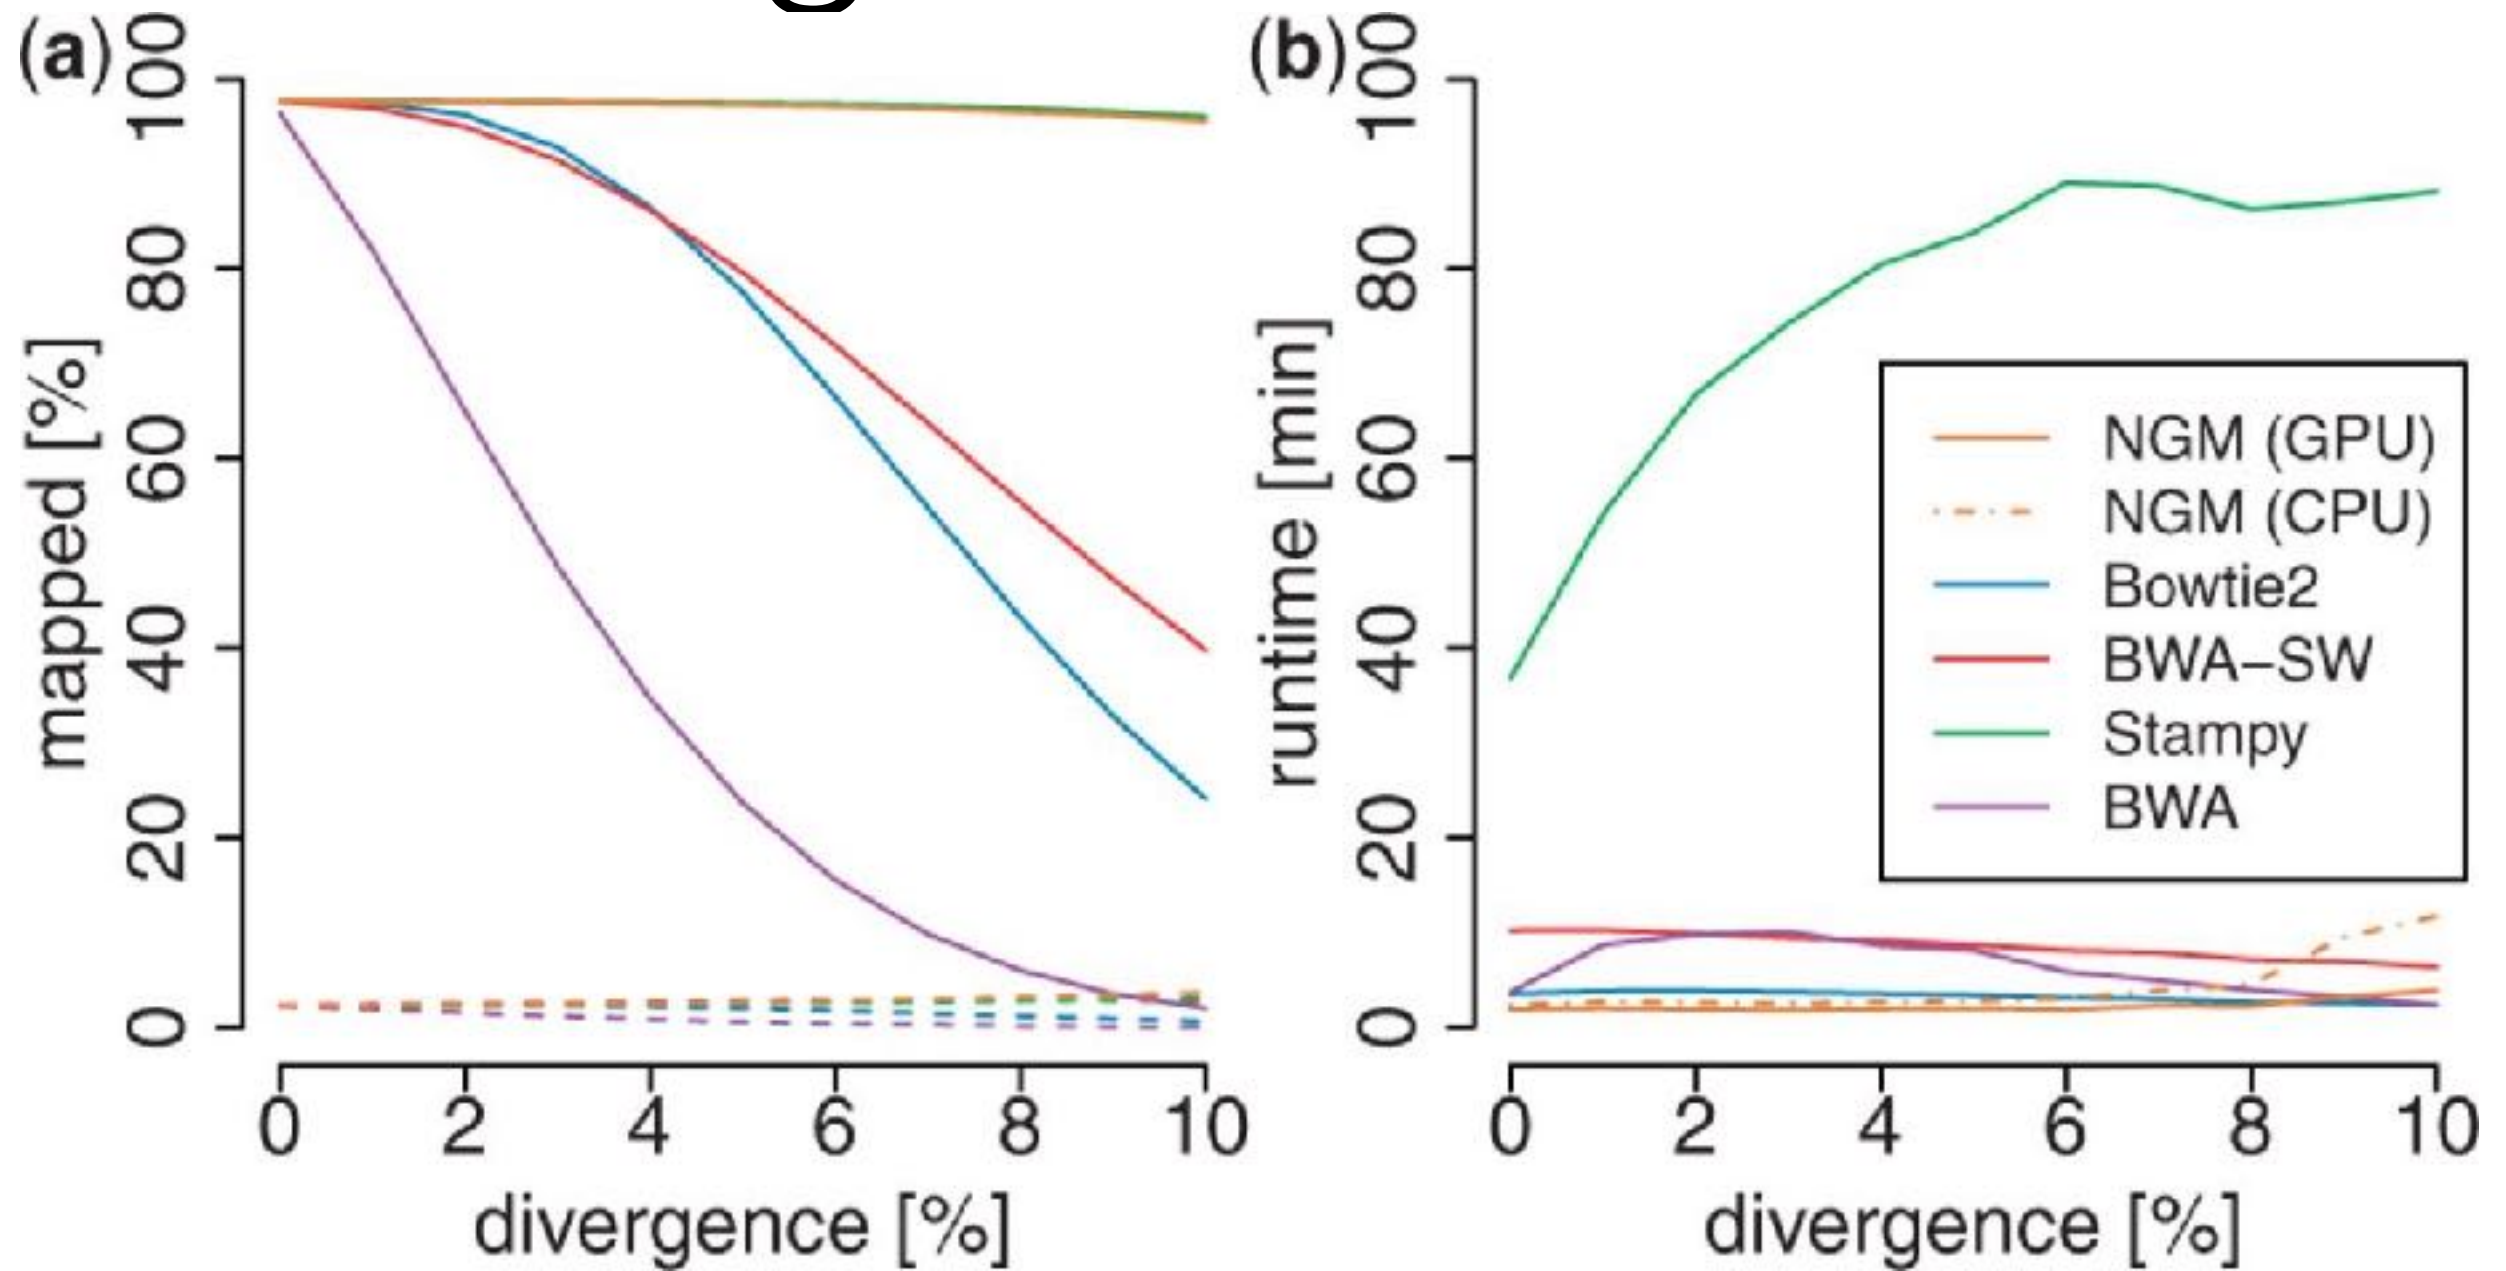 (a)
100
80
60
40
20
0
mapped [%]
0 2 4 6 8 10
divergence [%]
(b)
100
80
60
40
20
0
runtime [min]
NGM (GPU)
NGM (CPU)
Bowtie2
BWA–SW
Stampy
BWA
0 2 4 6 8 10
divergence [%]